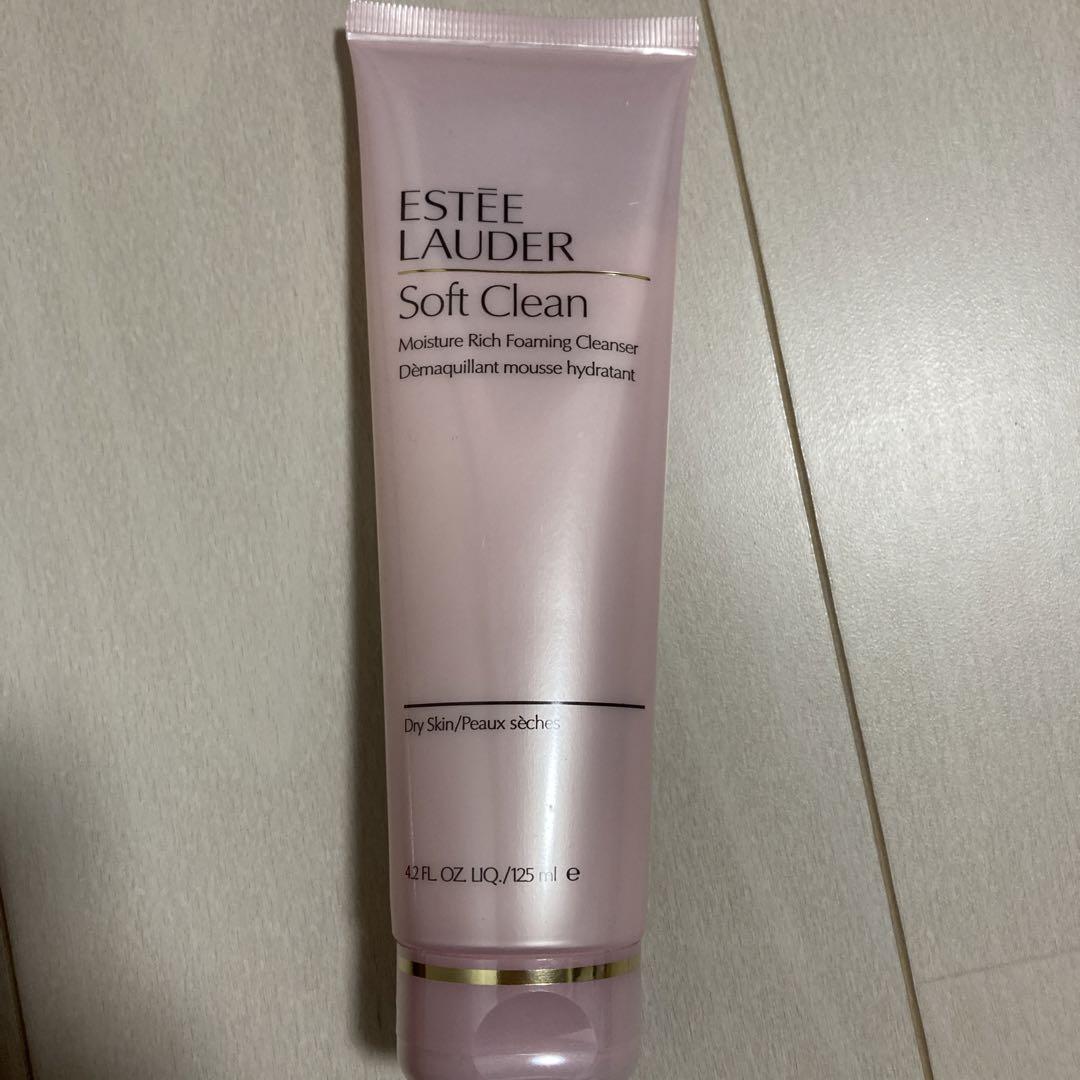 ESTĒE
LAUDER
Soft Clean
Moisture Rich Foaming Cleanser
Dèmaquillant mousse hydratant
Dry Skin/Peaux sèches
4.2 FL. OZ. LIQ./125 ml e